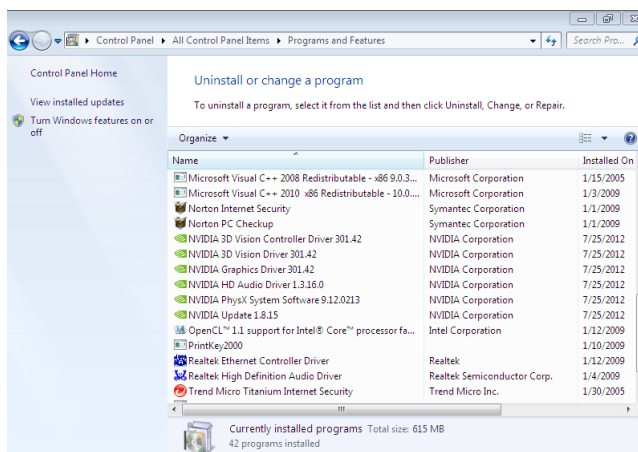 Control Panel ▸ All Control Panel Items ▸ Programs and Features
Search Pro...
Control Panel Home
View installed updates
Turn Windows features on or
off
Uninstall or change a program
To uninstall a program, select it from the list and then click Uninstall, Change, or Repair.
Organize
Name Publisher Installed On
Microsoft Visual C++ 2008 Redistributable - x86 9.0.3... Microsoft Corporation 1/15/2005
Microsoft Visual C++ 2010 x86 Redistributable - 10.0.... Microsoft Corporation 1/3/2009
Norton Internet Security Symantec Corporation 1/1/2009
Norton PC Checkup Symantec Corporation 1/1/2009
NVIDIA 3D Vision Controller Driver 301.42 NVIDIA Corporation 7/25/2012
NVIDIA 3D Vision Driver 301.42 NVIDIA Corporation 7/25/2012
NVIDIA Graphics Driver 301.42 NVIDIA Corporation 7/25/2012
NVIDIA HD Audio Driver 1.3.16.0 NVIDIA Corporation 7/25/2012
NVIDIA PhysX System Software 9.12.0213 NVIDIA Corporation 7/25/2012
NVIDIA Update 1.8.15 NVIDIA Corporation 7/25/2012
OpenCL™ 1.1 support for Intel® Core™ processor fa... Intel Corporation 1/12/2009
PrintKey2000 1/10/2009
Realtek Ethernet Controller Driver Realtek 1/12/2009
Realtek High Definition Audio Driver Realtek Semiconductor Corp. 1/4/2009
Trend Micro Titanium Internet Security Trend Micro Inc. 1/30/2005
Currently installed programs Total size: 615 MB
42 programs installed